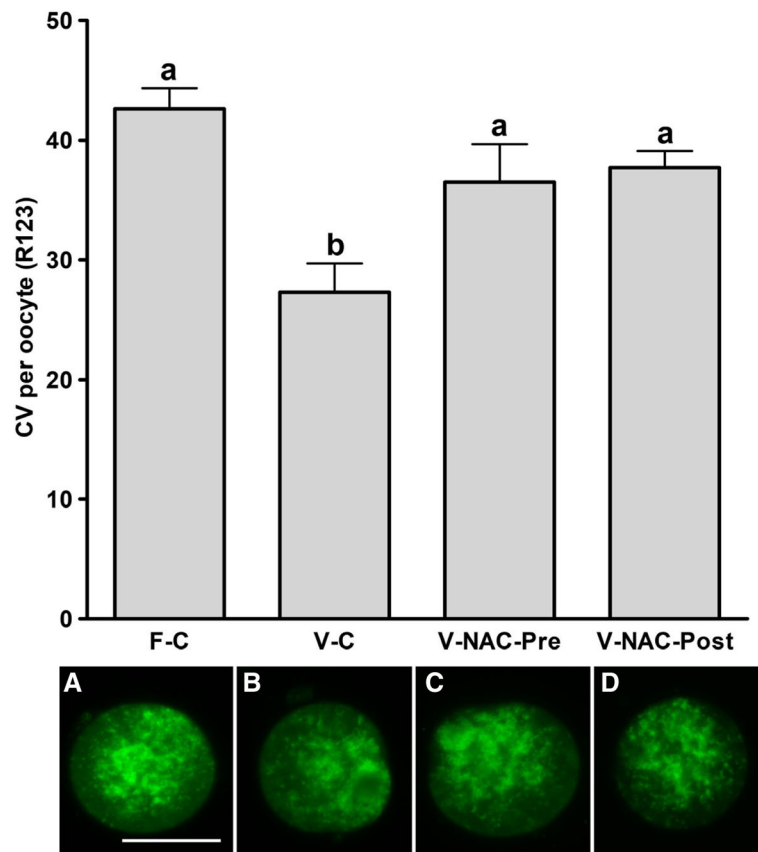 50
a
40
a
a
30
b
CV per oocyte (R123)
20
10
0
F-C V-C V-NAC-Pre V-NAC-Post
A B C D